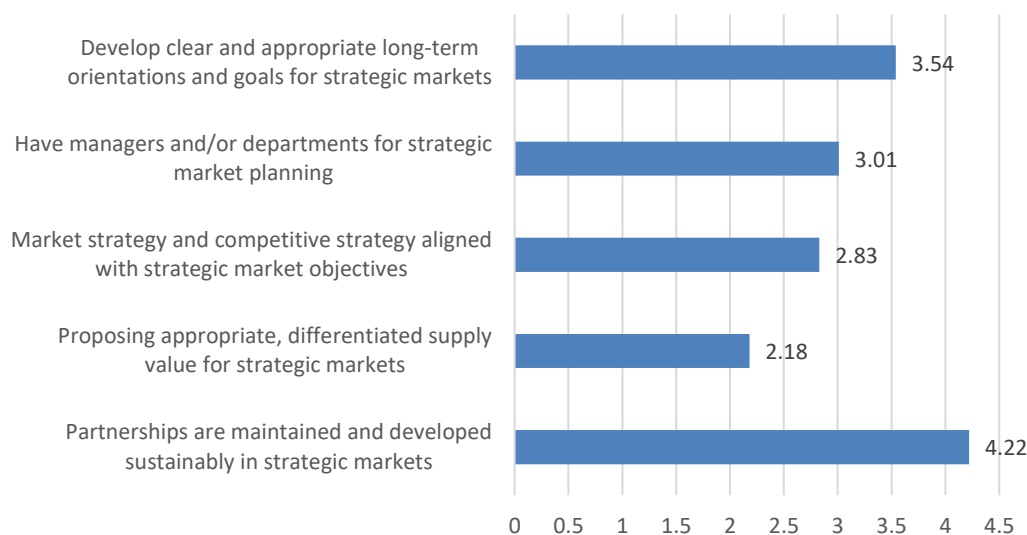 Develop clear and appropriate long-term
orientations and goals for strategic markets
3.54
Have managers and/or departments for strategic
market planning
3.01
Market strategy and competitive strategy aligned
with strategic market objectives
2.83
Proposing appropriate, differentiated supply
value for strategic markets
2.18
Partnerships are maintained and developed
sustainably in strategic markets
4.22
0 0.5 1 1.5 2 2.5 3 3.5 4 4.5